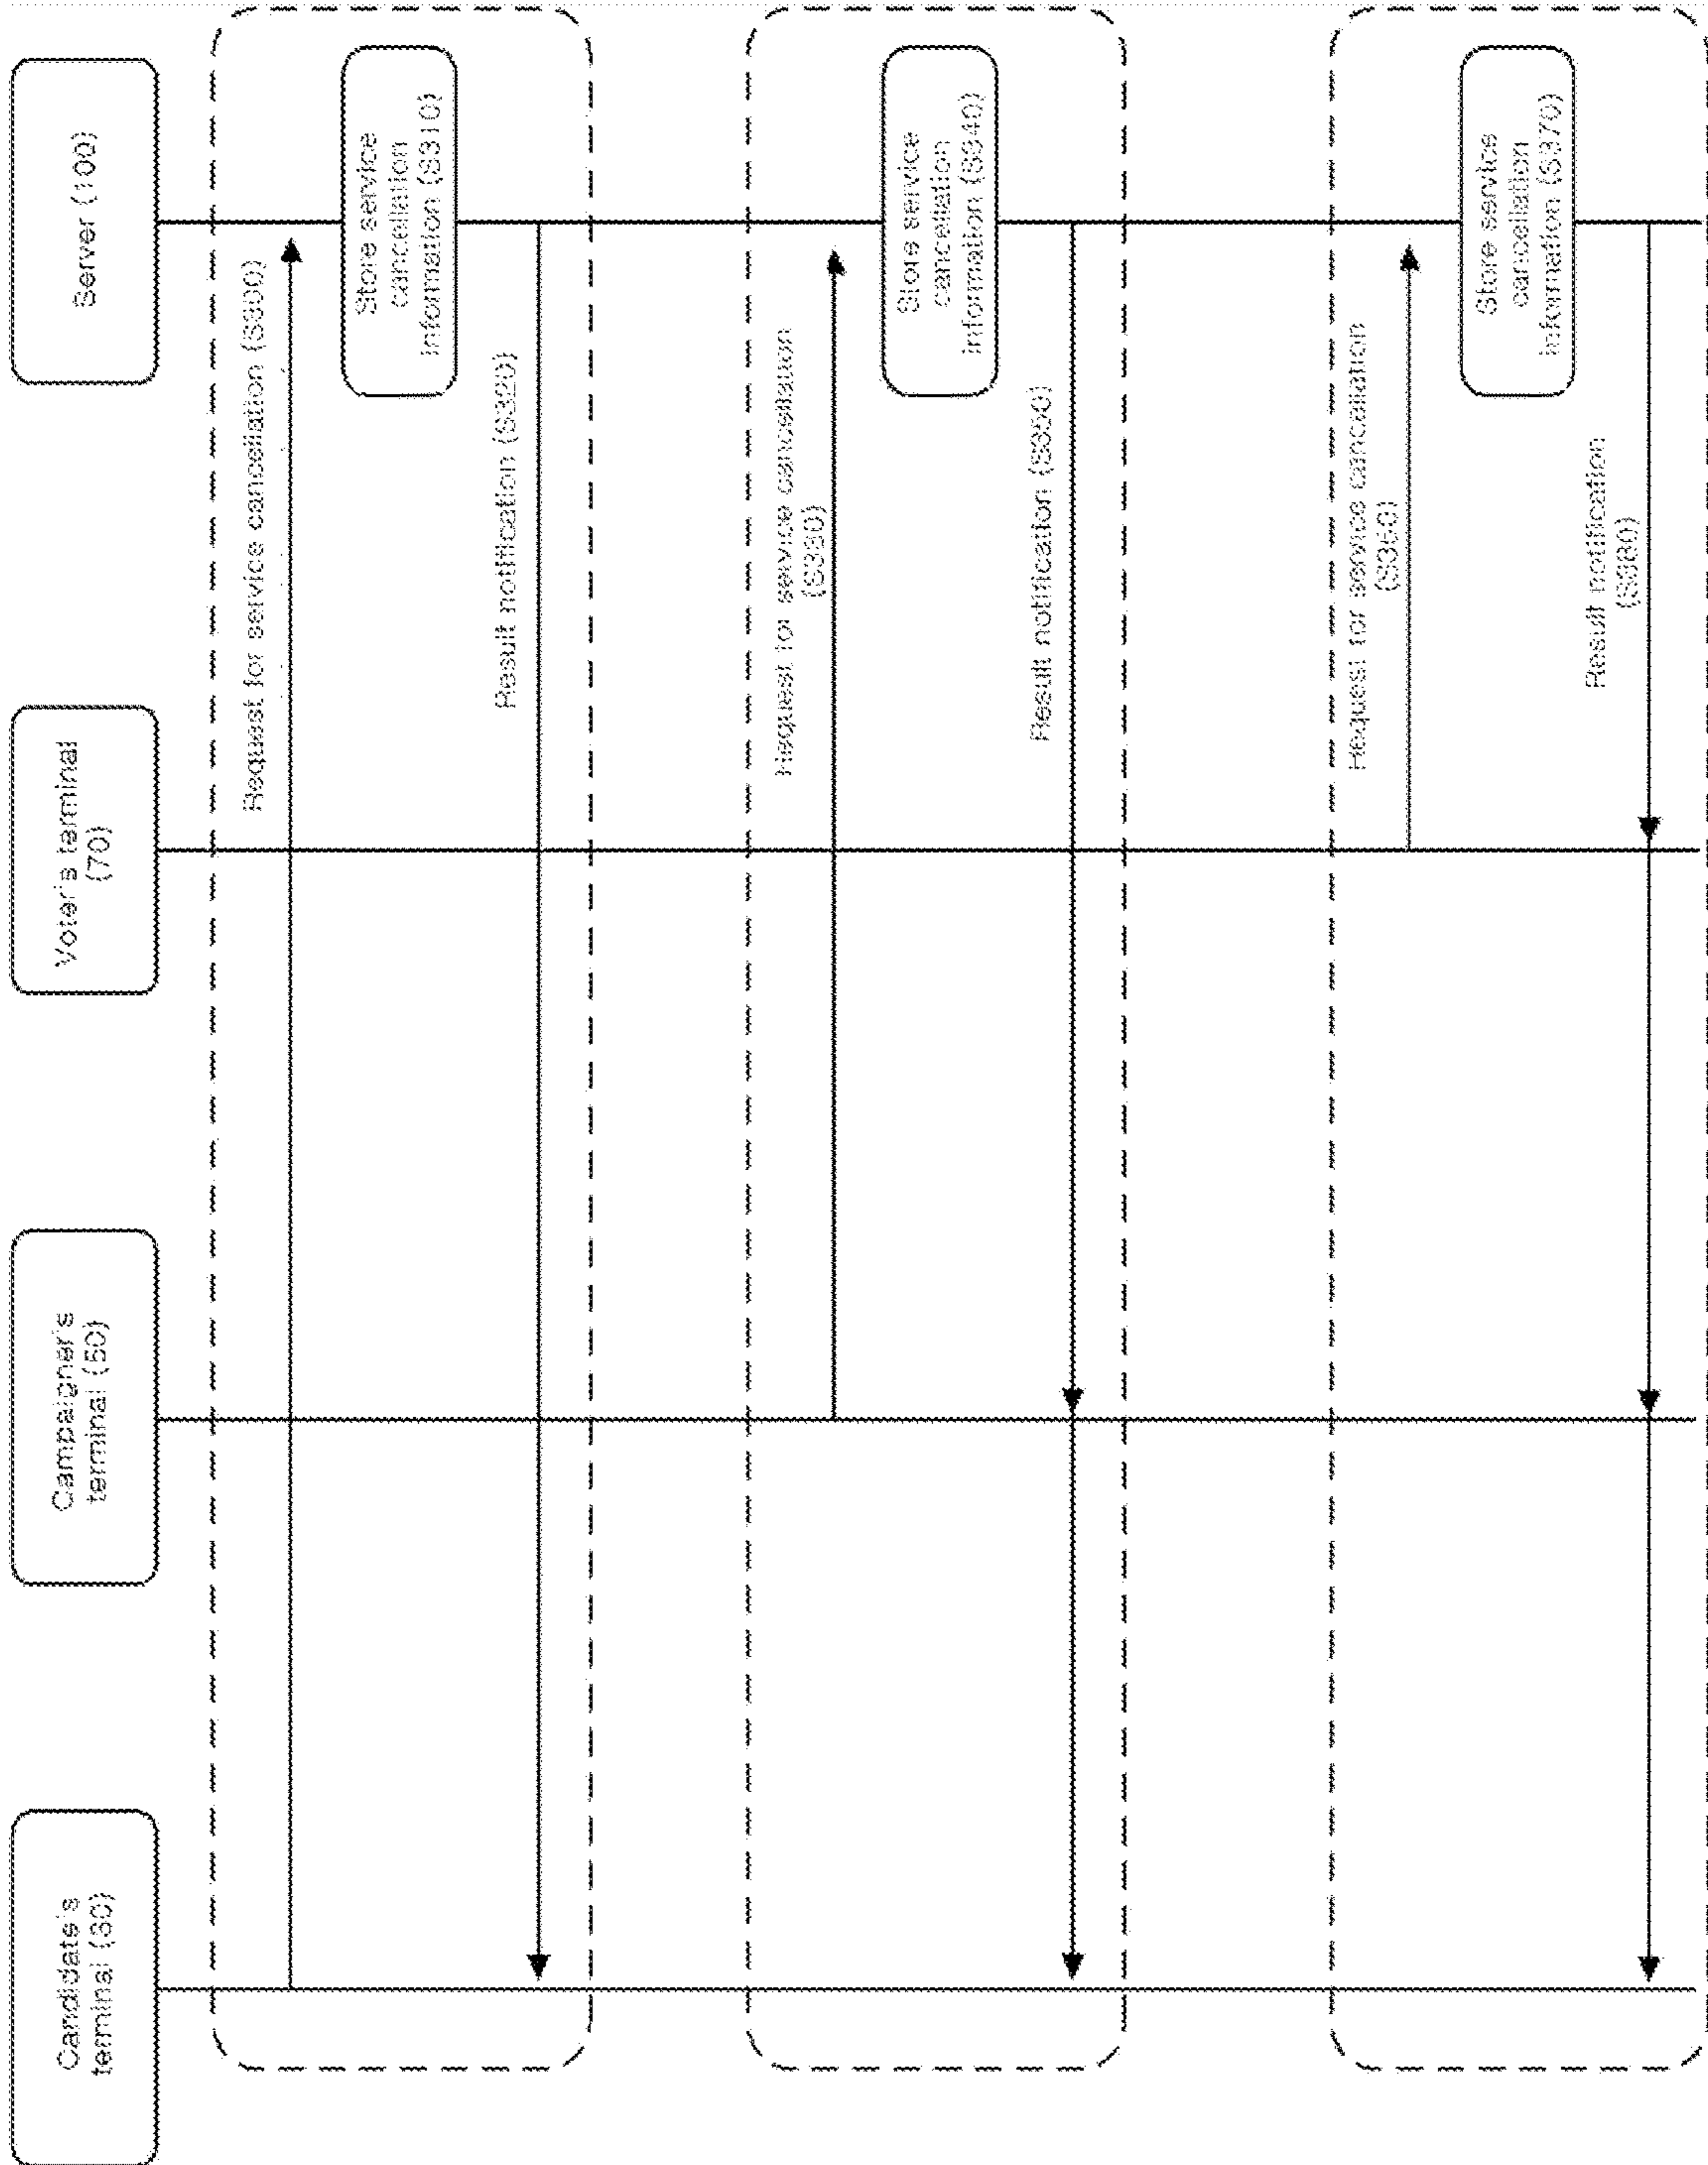 Candidate's
terminal (30)
Campaigner's
terminal (50)
Voter's terminal
(70)
Server (100)
Request for service cancellation (S300)
Store service
cancellation
information (S310)
Result notification (S320)
Request for service cancellation
(S330)
Store service
cancellation
information (S340)
Result notification (S350)
Request for service cancellation
(S360)
Store service
cancellation
information (S370)
Result notification
(S380)